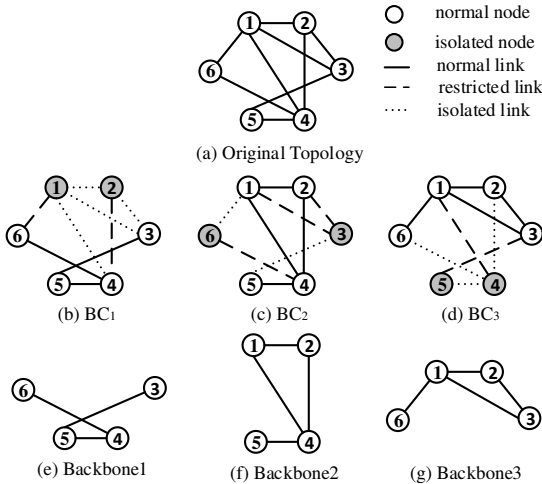 1 2 normal node
isolated node
6 3 normal link
restricted link
5 4 isolated link
(a) Original Topology
1 2 1 2 1 2
6 3 6 3 6 3
5 4 5 4 5 4
(b) BC1 (c) BC2 (d) BC3
1 2 1 2
6 3
5 4 5 4 6 3
(e) Backbone1 (f) Backbone2 (g) Backbone3